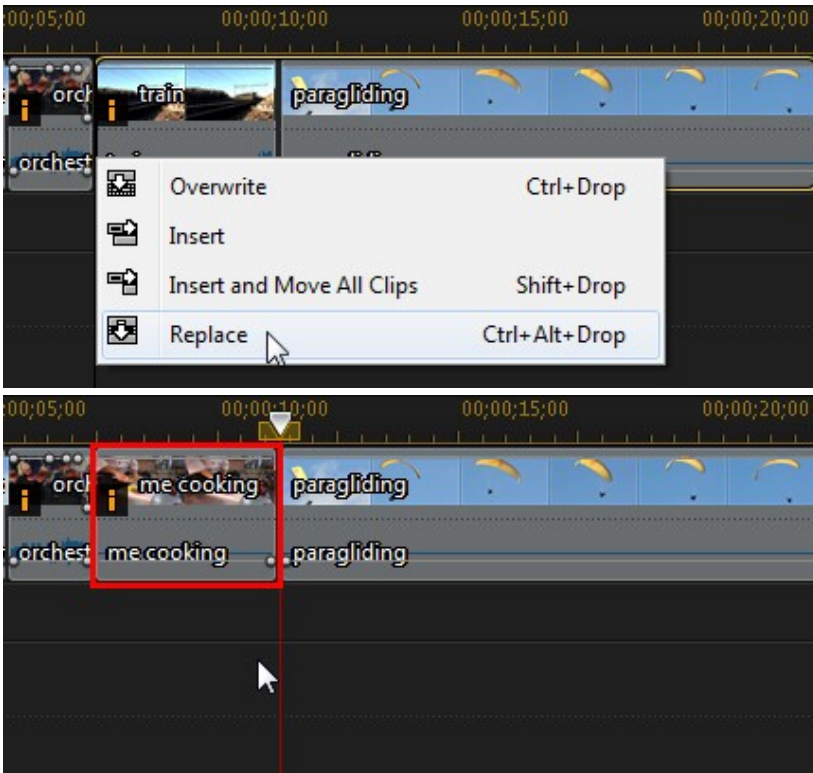 :00;05;00 00;00;10;00 00;00;15;00 00;00;20;00
orch train paragliding
orchest
Overwrite Ctrl+Drop
Insert
Insert and Move All Clips Shift+Drop
Replace Ctrl+Alt+Drop
:00;05;00 00;00;10;00 00;00;15;00 00;00;20;00
orch me cooking paragliding
orchest me cooking paragliding